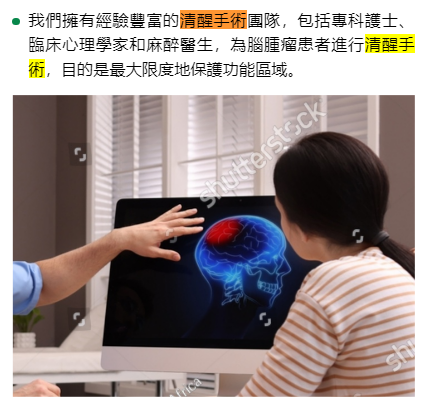 我們擁有經驗豐富的清醒手術團隊，包括專科護士、
臨床心理學家和麻醉醫生，為腦腫瘤患者進行清醒手
術，目的是最大限度地保護功能區域。
shutterstock